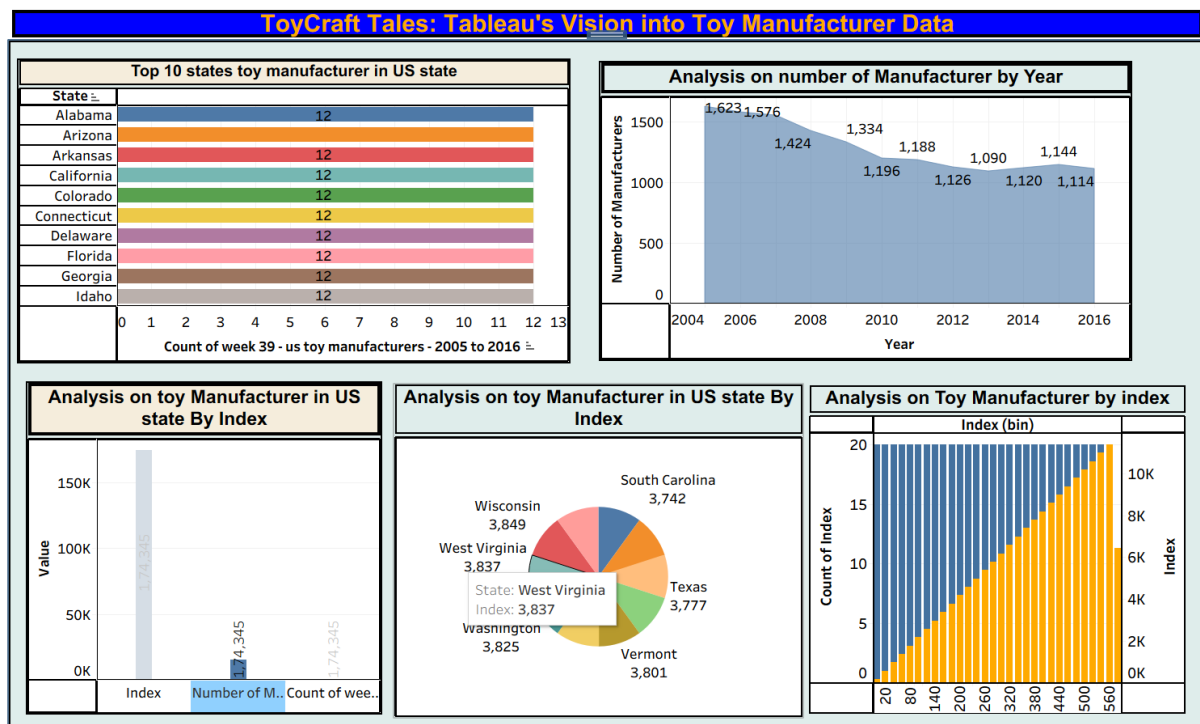 ToyCraft Tales: Tableau's Vision into Toy Manufacturer Data
Top 10 states toy manufacturer in US state
State
Alabama 12
Arizona
Arkansas 12
California 12
Colorado 12
Connecticut 12
Delaware 12
Florida 12
Georgia 12
Idaho 12
0 1 2 3 4 5 6 7 8 9 10 11 12 13
Count of week 39 - us toy manufacturers - 2005 to 2016
Analysis on number of Manufacturer by Year
Number of Manufacturers
1500
1000
500
0
1,623
1,576
1,424
1,334
1,196
1,188
1,126
1,090
1,120
1,144
1,114
2004 2006 2008 2010 2012 2014 2016
Year
Analysis on toy Manufacturer in US
state By Index
Value
150K
100K
50K
0K
1,74,345
1,74,345
1,74,345
Index Number of M.. Count of wee..
Analysis on toy Manufacturer in US state By
Index
South Carolina
3,742
Wisconsin
3,849
West Virginia
3,837
State: West Virginia
Index: 3,837
Texas
3,777
Washington
3,825
Vermont
3,801
Analysis on Toy Manufacturer by index
Index (bin)
Count of Index
20
15
10
5
0
10K
8K
6K
4K
2K
0K
Index
20 80 140 200 260 320 380 440 500 560